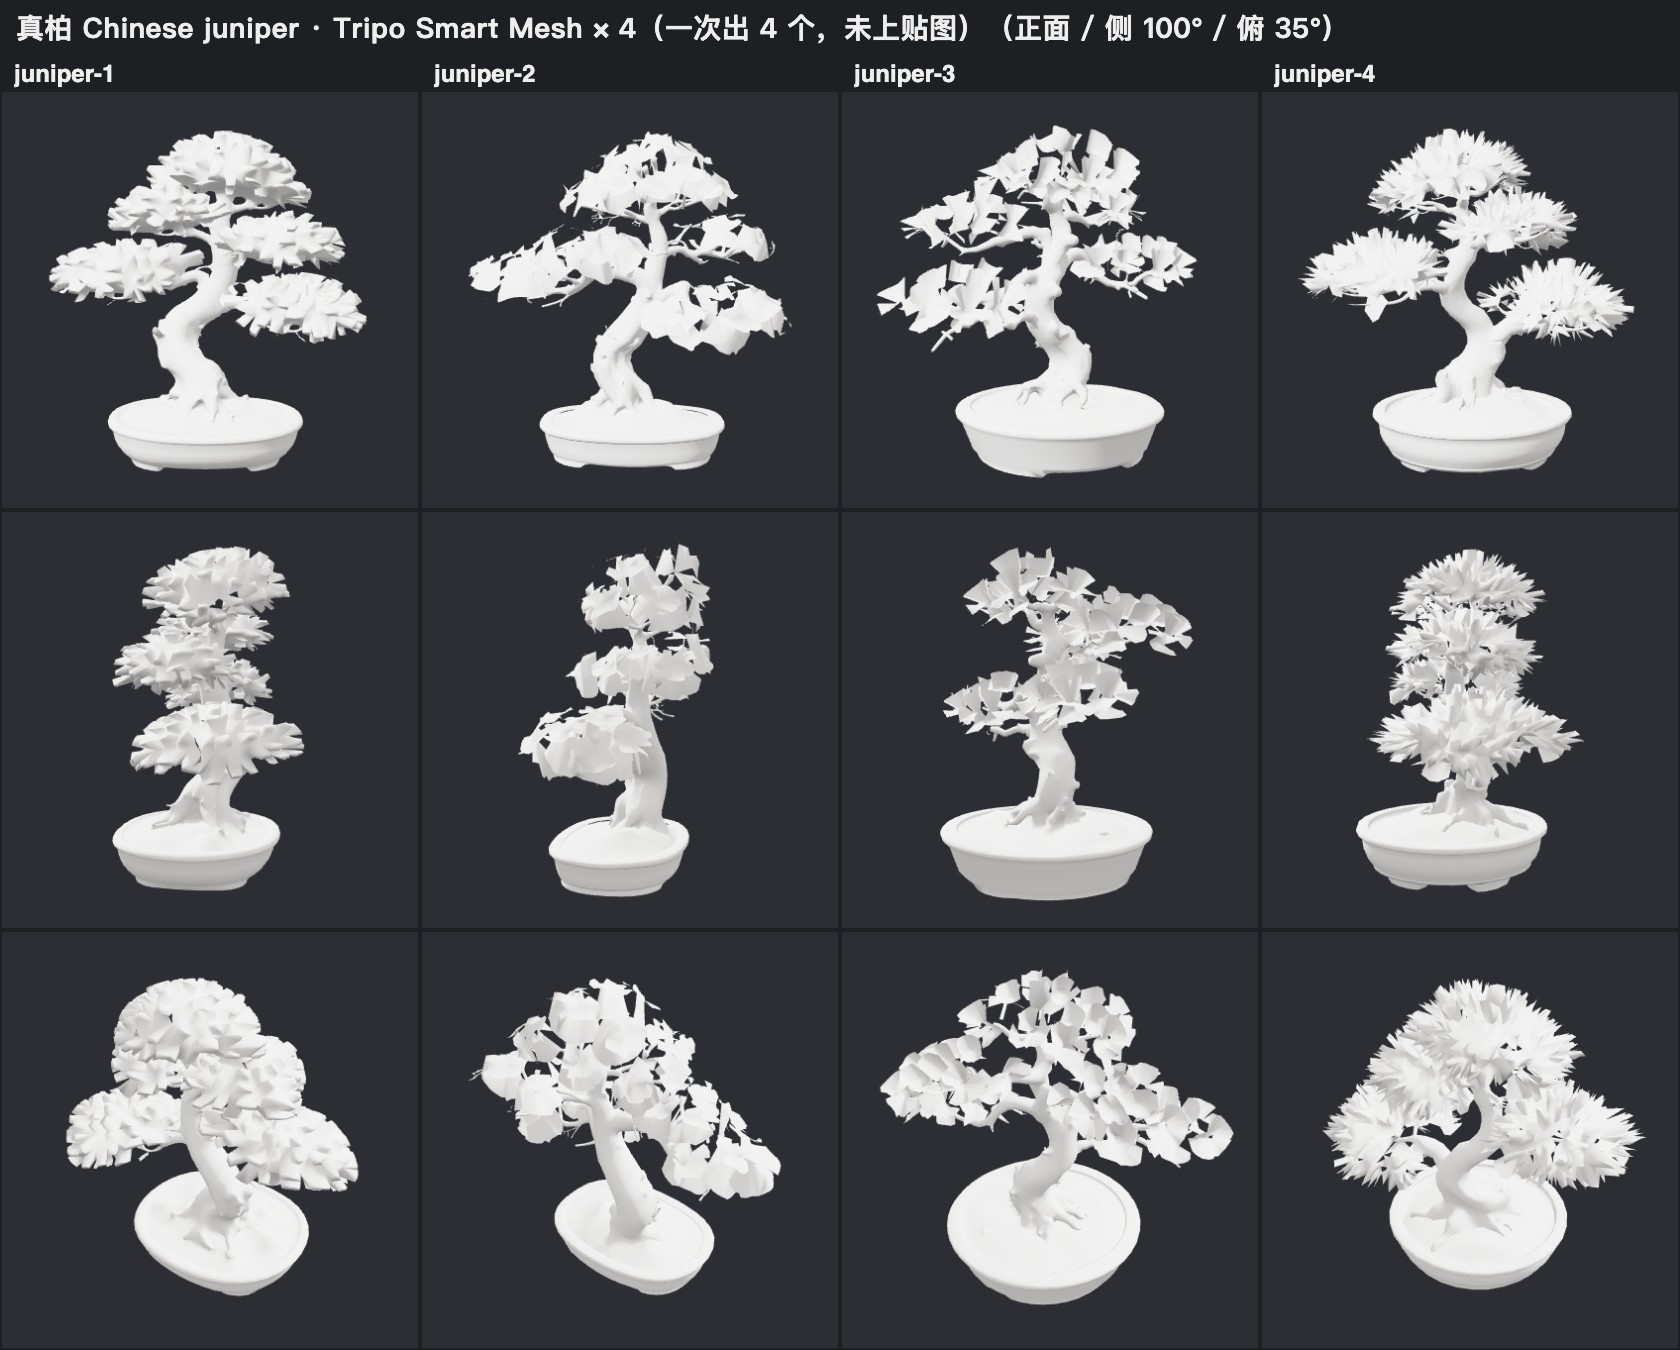 真柏 Chinese juniper · Tripo Smart Mesh × 4（一次出 4 个，未上贴图）（正面 / 侧 100° / 俯 35°）
juniper-1
juniper-2
juniper-3
juniper-4